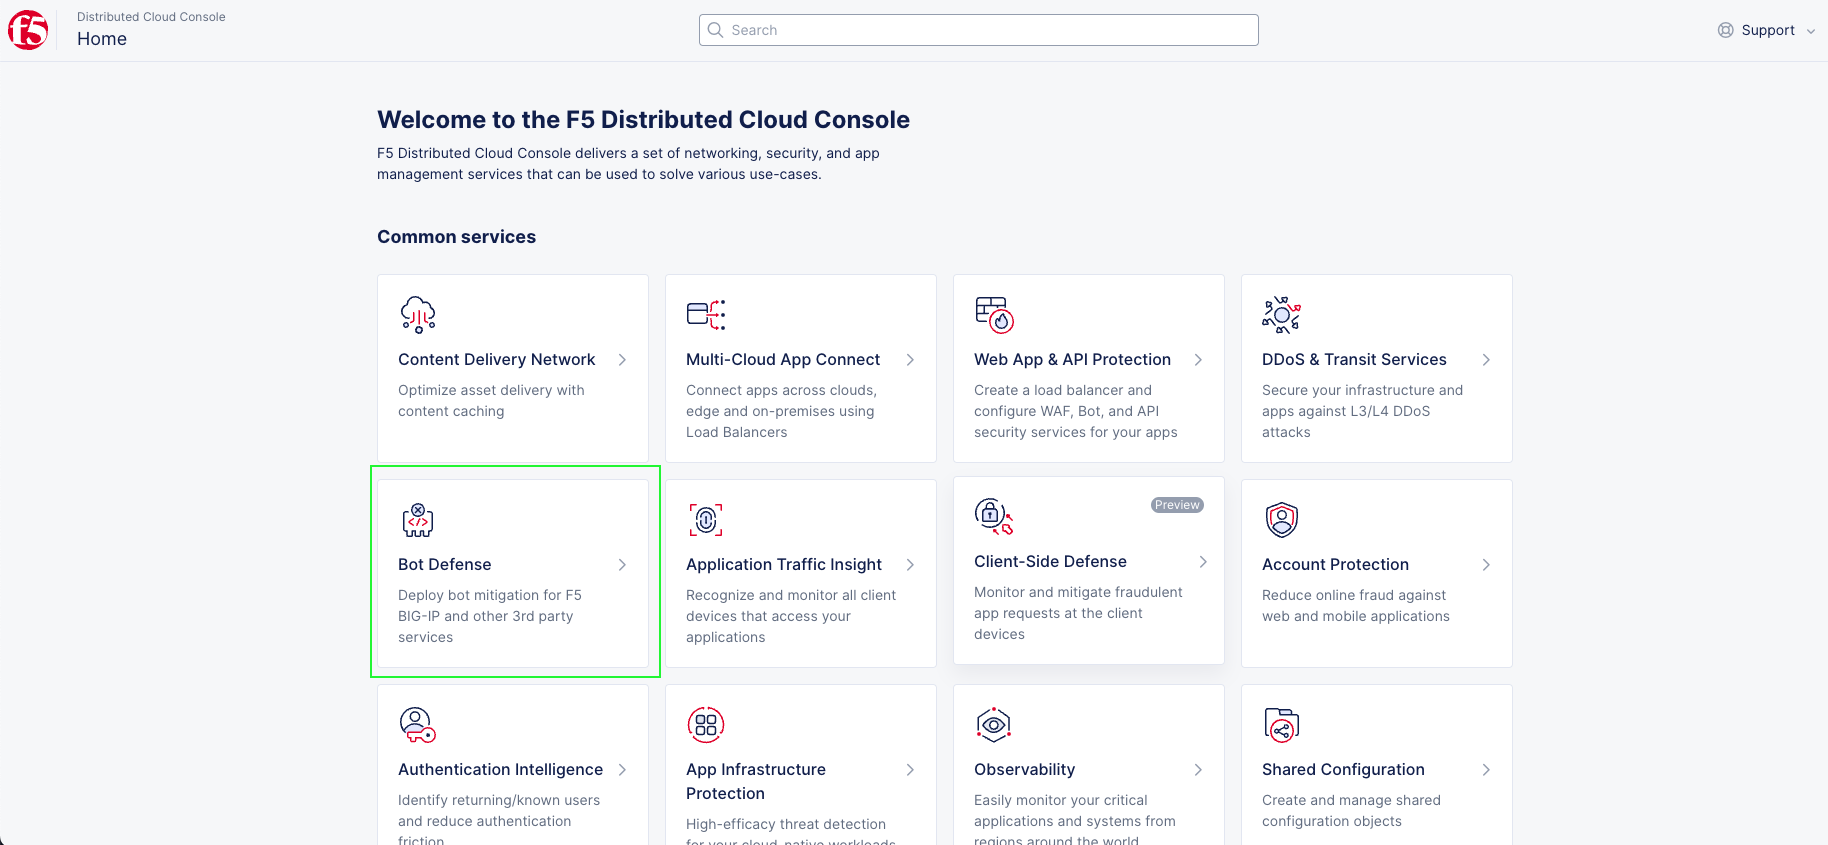 f5
Distributed Cloud Console
Home
Search
Support
Welcome to the F5 Distributed Cloud Console
F5 Distributed Cloud Console delivers a set of networking, security, and app
management services that can be used to solve various use-cases.
Common services
Content Delivery Network
Optimize asset delivery with
content caching
Multi-Cloud App Connect
Connect apps across clouds,
edge and on-premises using
Load Balancers
Web App & API Protection
Create a load balancer and
configure WAF, Bot, and API
security services for your apps
DDoS & Transit Services
Secure your infrastructure and
apps against L3/L4 DDoS
attacks
Bot Defense
Deploy bot mitigation for F5
BIG-IP and other 3rd party
services
Application Traffic Insight
Recognize and monitor all client
devices that access your
applications
Preview
Client-Side Defense
Monitor and mitigate fraudulent
app requests at the client
devices
Account Protection
Reduce online fraud against
web and mobile applications
Authentication Intelligence
Identify returning/known users
and reduce authentication
friction
App Infrastructure
Protection
High-efficacy threat detection
for your cloud-native workloads
Observability
Easily monitor your critical
applications and systems from
regions around the world
Shared Configuration
Create and manage shared
configuration objects